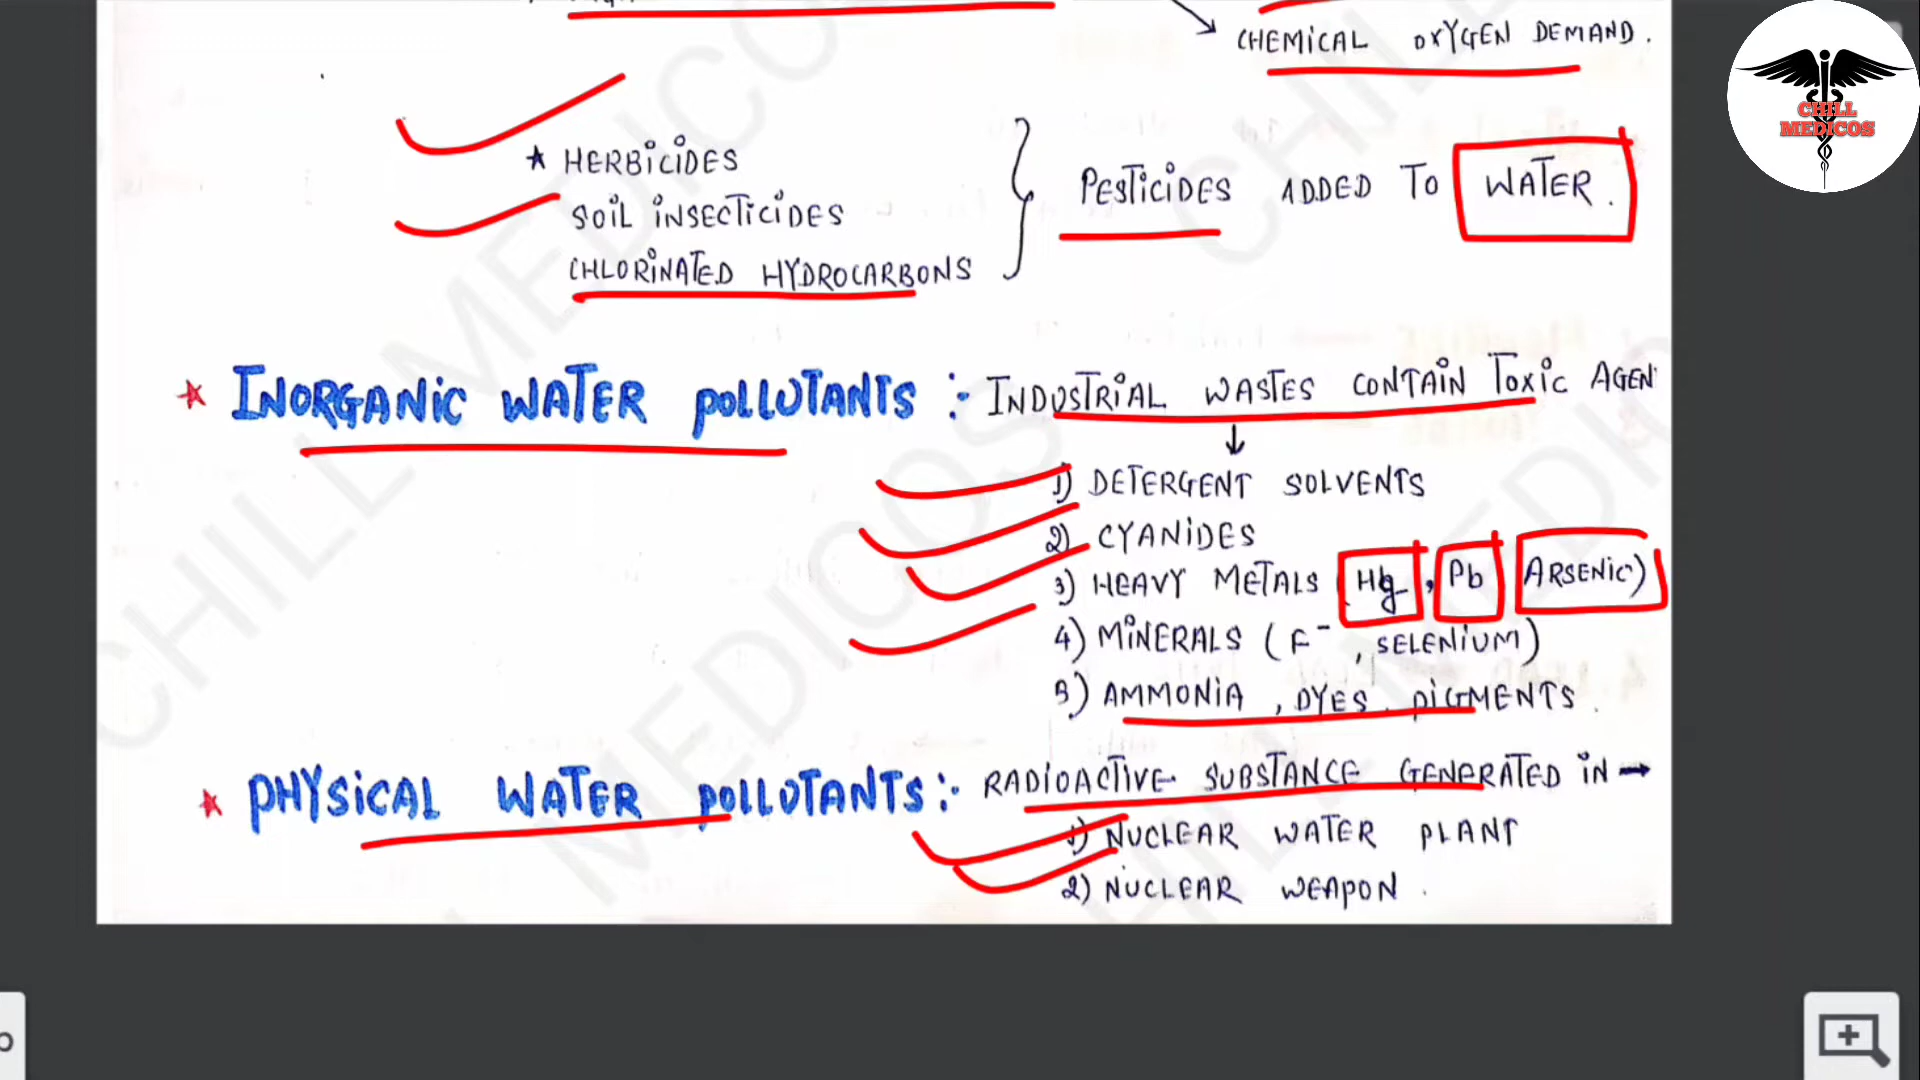 CHEMICAL OXYGEN DEMAND.
CHILL
MEDICOS
★ HERBICIDES
SOIL INSECTICIDES
CHLORINATED HYDROCARBONS
PESTICIDES ADDED TO WATER.
★ INORGANIC WATER POLLUTANTS :- INDUSTRIAL WASTES CONTAIN TOXIC AGEN
↓
1) DETERGENT SOLVENTS
2) CYANIDES
3) HEAVY METALS (Hg, Pb ARSENIC)
4) MINERALS (F⁻, SELENIUM)
5) AMMONIA, DYES, PIGMENTS.
★ PHYSICAL WATER POLLUTANTS :- RADIOACTIVE SUBSTANCE GENERATED IN →
1) NUCLEAR WATER PLANT
2) NUCLEAR WEAPON.
CHILL MEDICOS